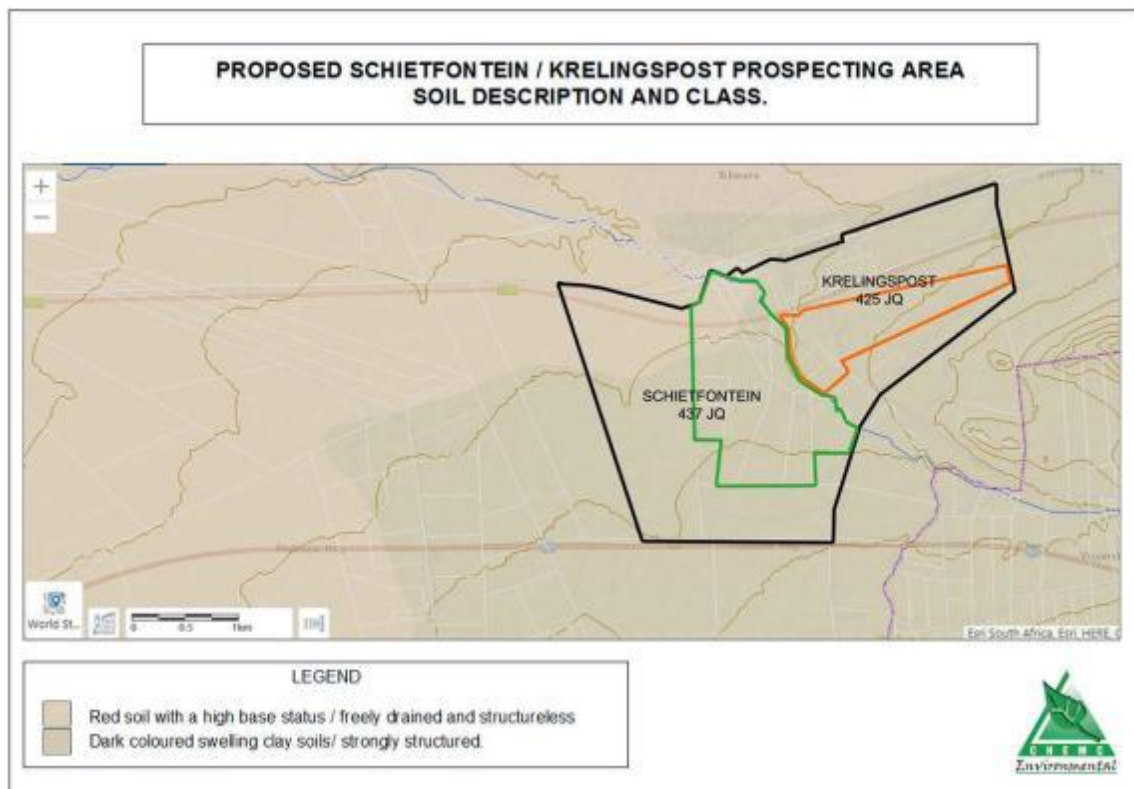 PROPOSED SCHIETFONTEIN / KRELINGSPOST PROSPECTING AREA
SOIL DESCRIPTION AND CLASS.
+
−
KRELINGSPOST
425 JQ
SCHIETFONTEIN
437 JQ
World St...
0 0.5 1km
Esri South Africa, Esri, HERE,
LEGEND
Red soil with a high base status / freely drained and structureless
Dark coloured swelling clay soils/ strongly structured.
CHEMC
Environmental